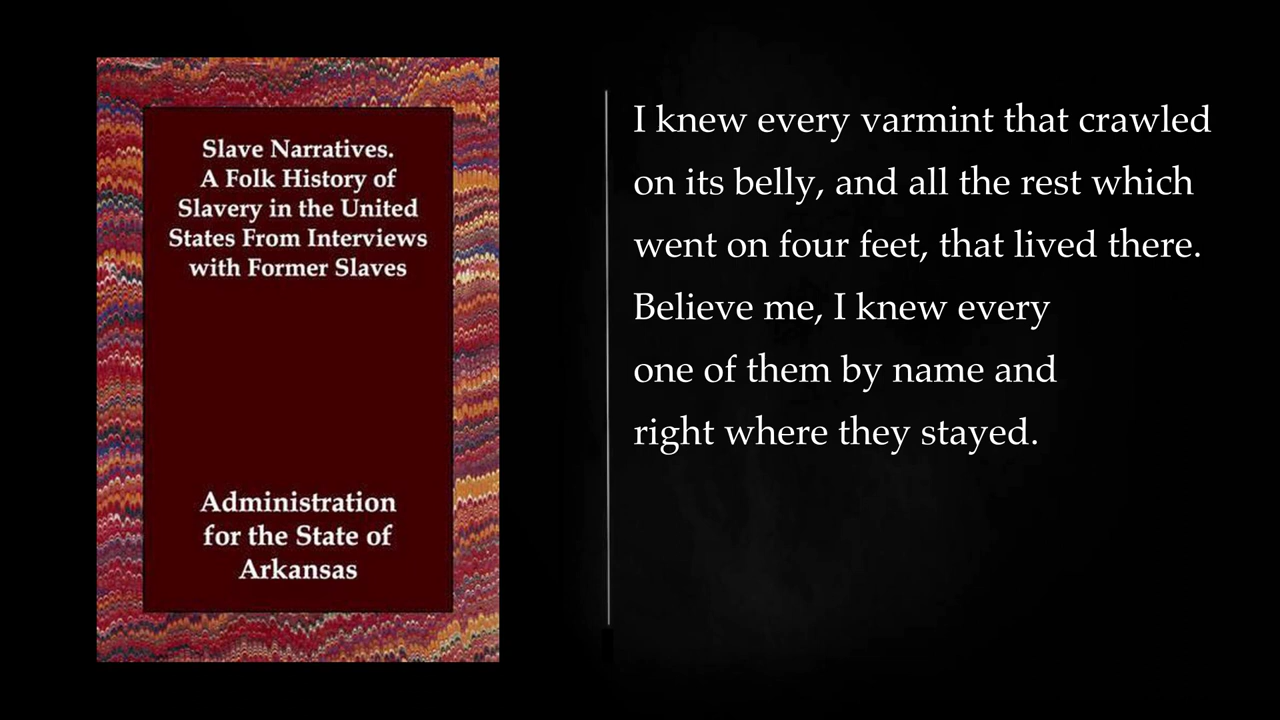 Slave Narratives.
A Folk History of
Slavery in the United
States From Interviews
with Former Slaves
Administration
for the State of
Arkansas
I knew every varmint that crawled
on its belly, and all the rest which
went on four feet, that lived there.
Believe me, I knew every
one of them by name and
right where they stayed.